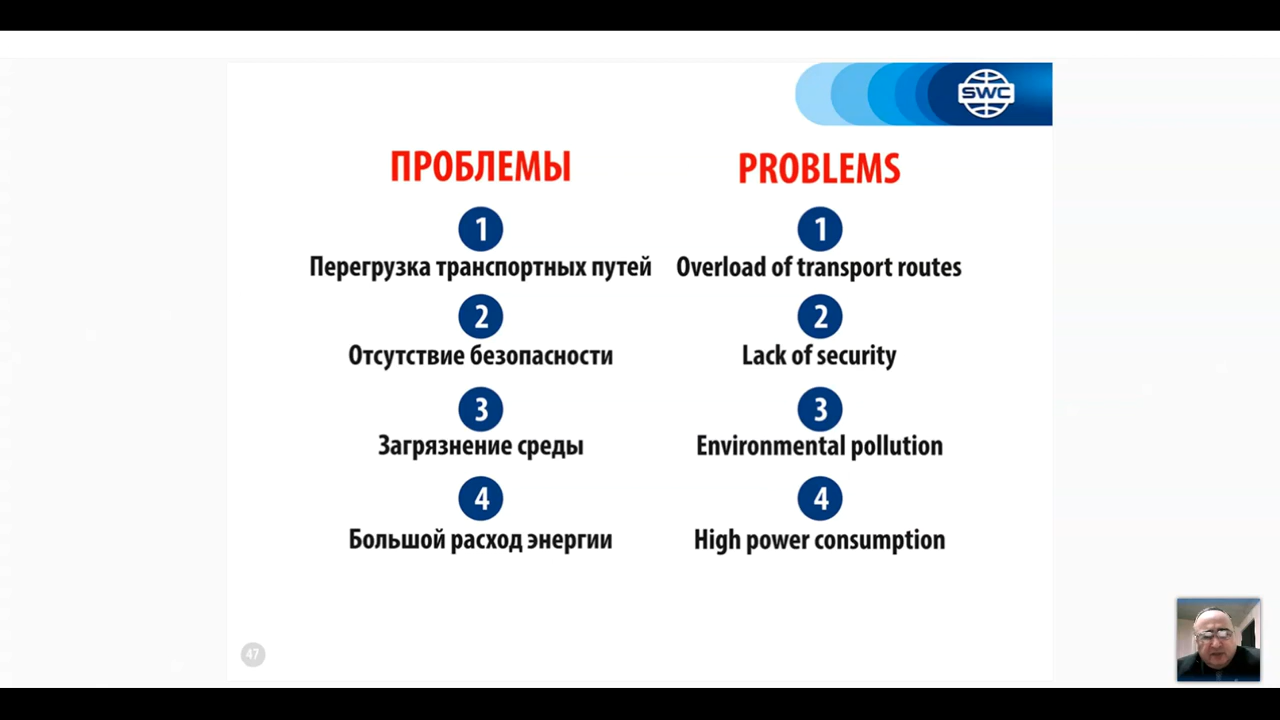 SWC
ПРОБЛЕМЫ
1
Перегрузка транспортных путей
2
Отсутствие безопасности
3
Загрязнение среды
4
Большой расход энергии
PROBLEMS
1
Overload of transport routes
2
Lack of security
3
Environmental pollution
4
High power consumption
47